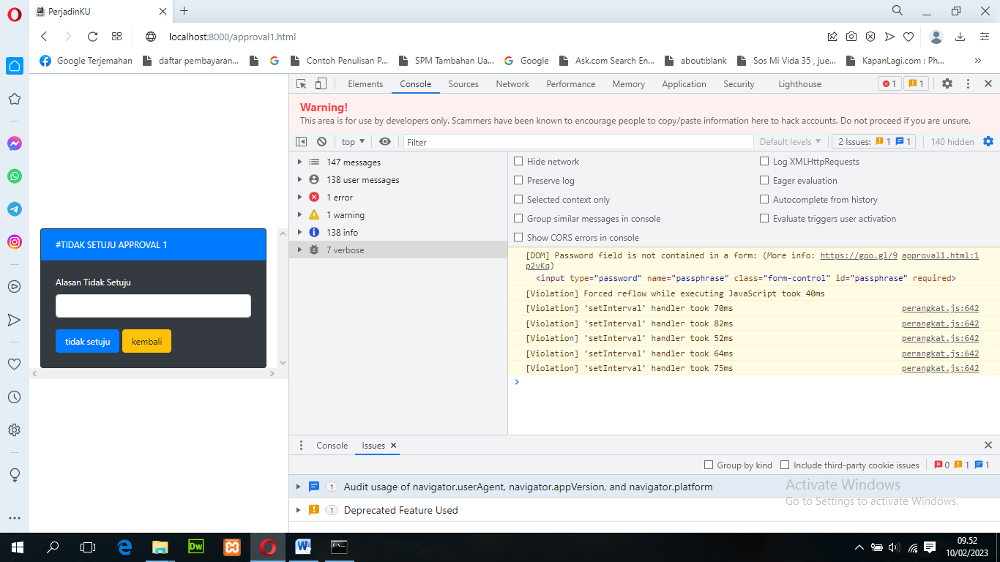 PerjadinKU
localhost:8000/approval1.html
Google Terjemahan daftar pembayaran... Contoh Penulisan P... SPM Tambahan Ua... Google Ask.com Search En... about:blank Sos Mi Vida 35 , jue... KapanLagi.com : Ph... »
#TIDAK SETUJU APPROVAL 1
Alasan Tidak Setuju
tidak setuju kembali
Elements Console Sources Network Performance Memory Application Security Lighthouse 1 1
Warning!
This area is for use by developers only. Scammers have been known to encourage people to copy/paste information here to hack accounts. Do not proceed if you are unsure.
top Filter Default levels 2 Issues: 1 1 140 hidden
147 messages
138 user messages
1 error
1 warning
138 info
7 verbose
Hide network Log XMLHttpRequests
Preserve log Eager evaluation
Selected context only Autocomplete from history
Group similar messages in console Evaluate triggers user activation
Show CORS errors in console
[DOM] Password field is not contained in a form: (More info: https://goo.gl/9 approval1.html:1
p2vKq)
<input type="password" name="passphrase" class="form-control" id="passphrase" required>
[Violation] Forced reflow while executing JavaScript took 40ms
[Violation] 'setInterval' handler took 70ms perangkat.js:642
[Violation] 'setInterval' handler took 82ms perangkat.js:642
[Violation] 'setInterval' handler took 52ms perangkat.js:642
[Violation] 'setInterval' handler took 64ms perangkat.js:642
[Violation] 'setInterval' handler took 75ms perangkat.js:642
Console Issues
Group by kind Include third-party cookie issues 0 1 1
1 Audit usage of navigator.userAgent, navigator.appVersion, and navigator.platform
1 Deprecated Feature Used
Activate Windows
Go to Settings to activate Windows.
Dw
09.52
10/02/2023